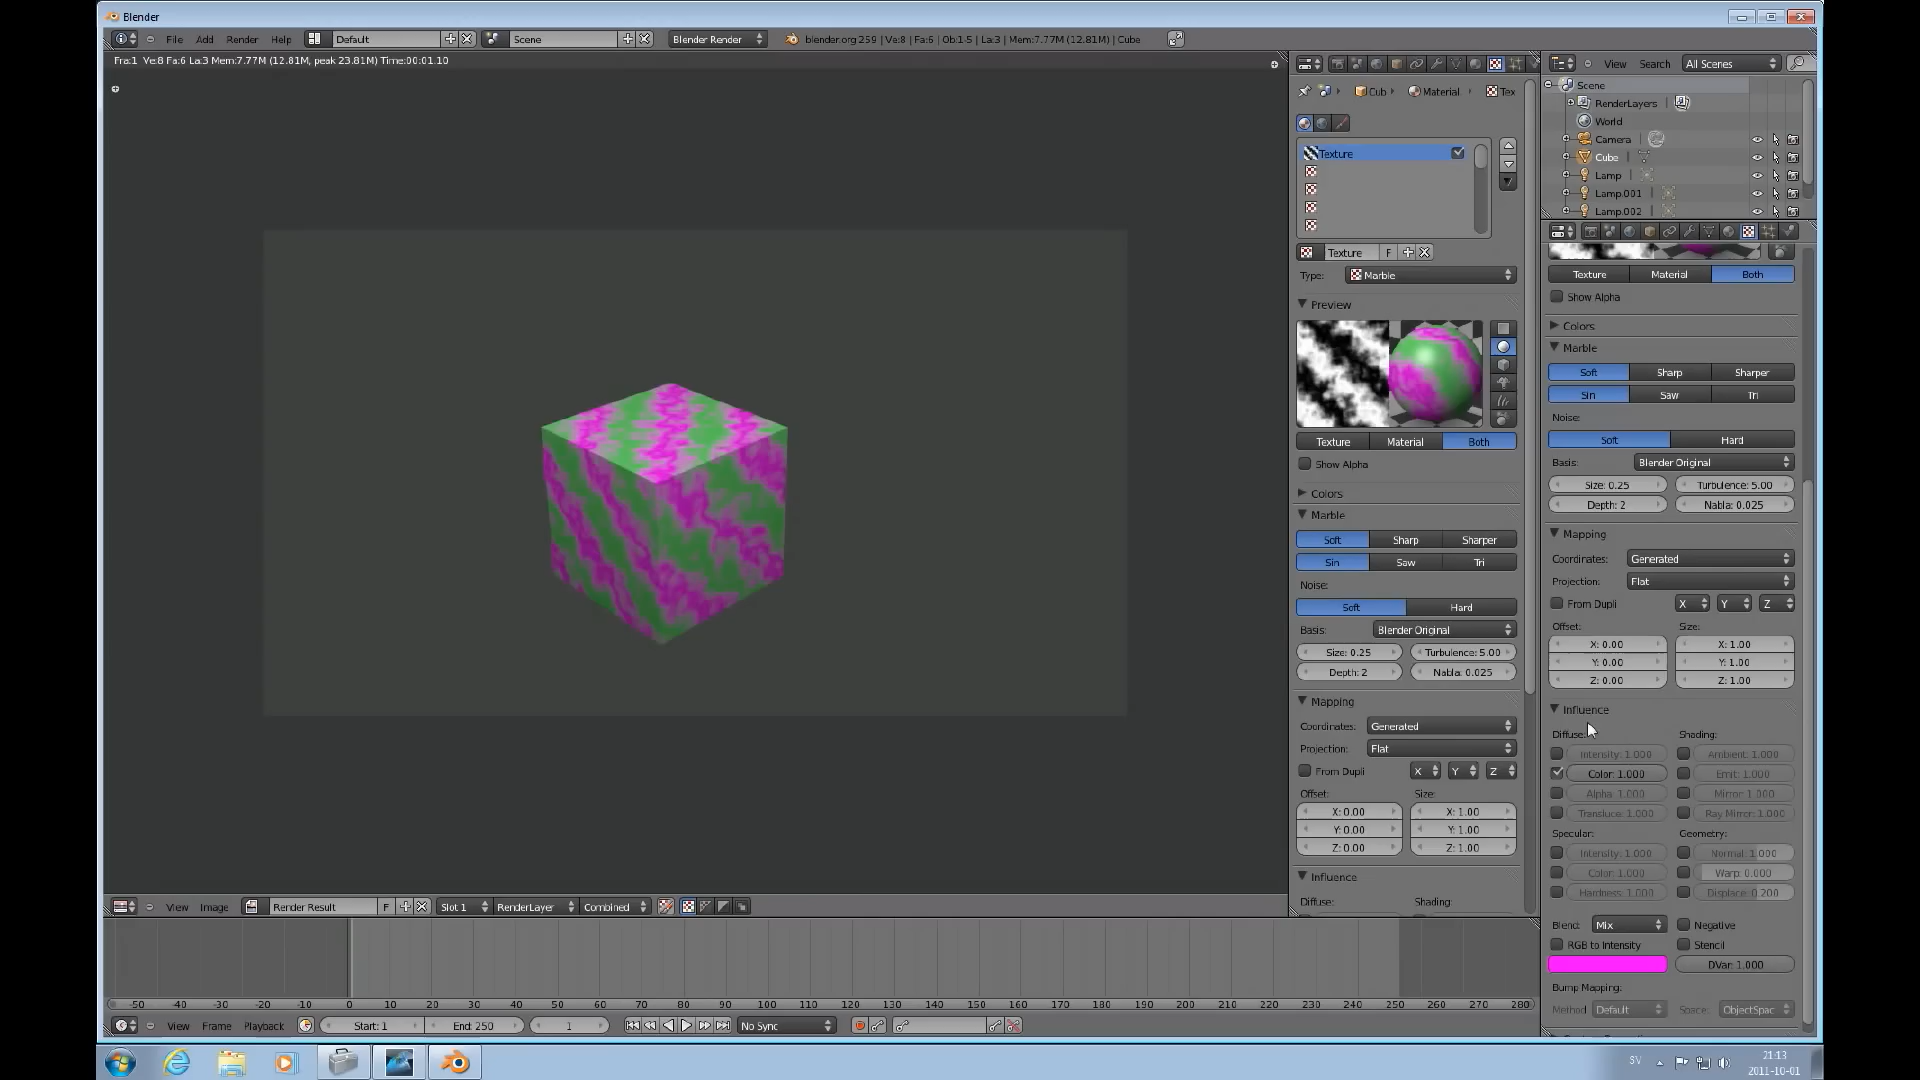 Blender
File Add Render Help Default Scene Blender Render blender.org 259 | Ve:8 | Fa:6 | Ob:1-5 | La:3 | Mem:7.77M (12.81M) | Cube
Fra:1 Ve:8 Fa:6 La:3 Mem:7.77M (12.81M, peak 23.81M) Time:00:01.10
Cub Material Tex
Texture
Texture F
Type: Marble
Preview
Texture Material Both
Show Alpha
Colors
Marble
Soft Sharp Sharper
Sin Saw Tri
Noise:
Soft Hard
Basis: Blender Original
Size: 0.25 Turbulence: 5.00
Depth: 2 Nabla: 0.025
Mapping
Coordinates: Generated
Projection: Flat
From Dupli X Y Z
Offset: Size:
X: 0.00 X: 1.00
Y: 0.00 Y: 1.00
Z: 0.00 Z: 1.00
Influence
Diffuse: Shading:
View Search All Scenes
Scene
RenderLayers
World
Camera
Cube
Lamp
Lamp.001
Lamp.002
Texture Material Both
Show Alpha
Colors
Marble
Soft Sharp Sharper
Sin Saw Tri
Noise:
Soft Hard
Basis: Blender Original
Size: 0.25 Turbulence: 5.00
Depth: 2 Nabla: 0.025
Mapping
Coordinates: Generated
Projection: Flat
From Dupli X Y Z
Offset: Size:
X: 0.00 X: 1.00
Y: 0.00 Y: 1.00
Z: 0.00 Z: 1.00
Influence
Diffuse: Shading:
Intensity: 1.000 Ambient: 1.000
Color: 1.000 Emit: 1.000
Alpha: 1.000 Mirror: 1.000
Transluce: 1.000 Ray Mirror: 1.000
Specular: Geometry:
Intensity: 1.000 Normal: 1.000
Color: 1.000 Warp: 0.000
Hardness: 1.000 Displace: 0.200
Blend: Mix Negative
RGB to Intensity Stencil
DVar: 1.000
Bump Mapping:
Method Default Space: ObjectSpac
View Image Render Result F Slot 1 RenderLayer Combined
-50 -40 -30 -20 -10 0 10 20 30 40 50 60 70 80 90 100 110 120 130 140 150 160 170 180 190 200 210 220 230 240 250 260 270 280
View Frame Playback Start: 1 End: 250 1 No Sync
SV 21:13
2011-10-01